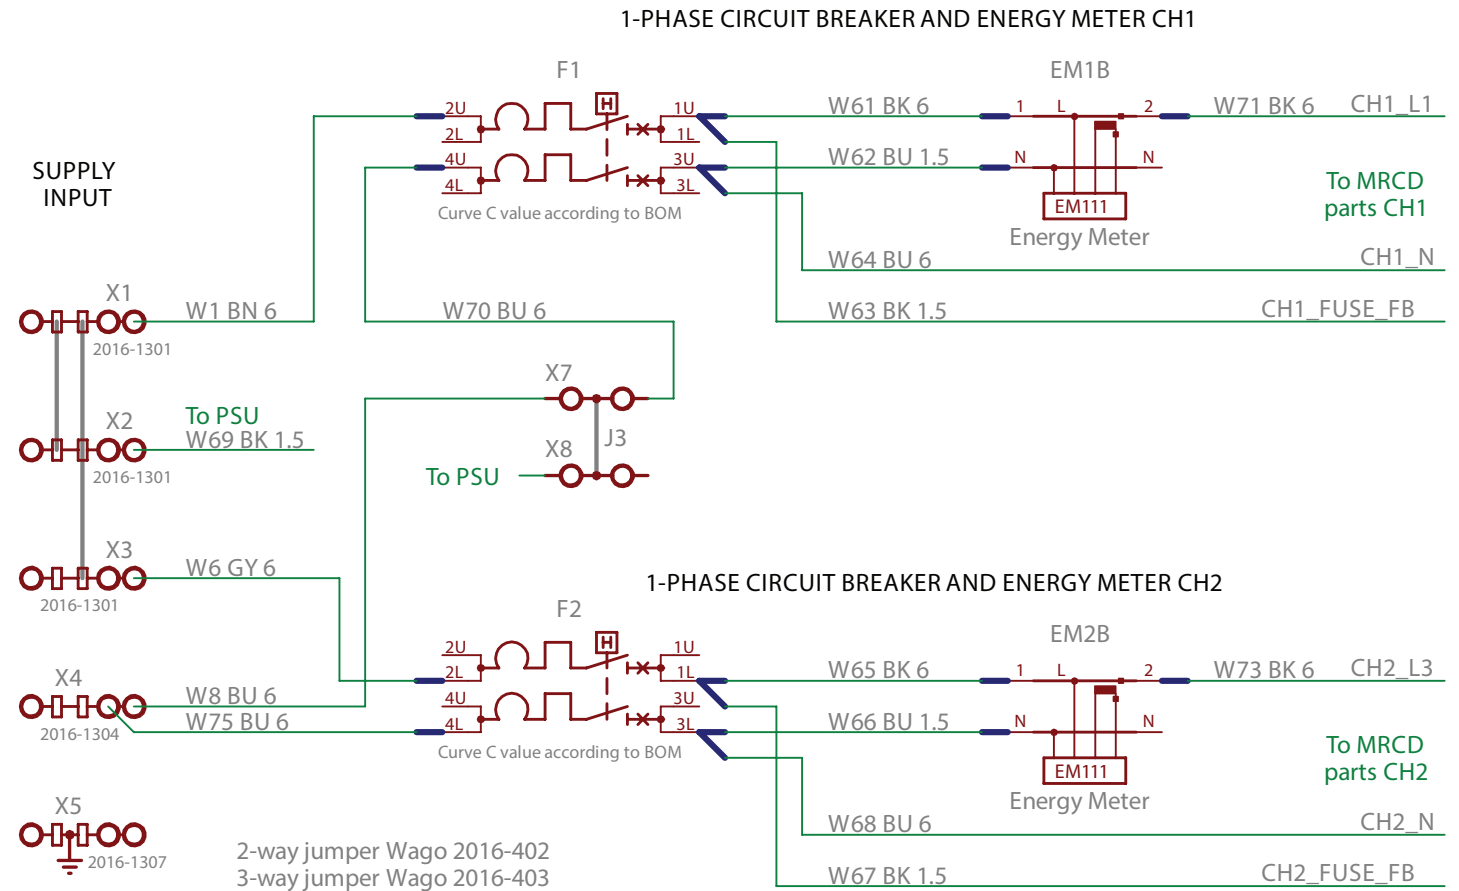 1-PHASE CIRCUIT BREAKER AND ENERGY METER CH1
F1
EM1B
2U
2L
4U
4L
H
1U
1L
3U
3L
W61 BK 6
1
L
2
W71 BK 6
CH1_L1
W62 BU 1.5
N
N
EM111
Energy Meter
To MRCD
parts CH1
Curve C value according to BOM
SUPPLY
INPUT
W64 BU 6
CH1_N
X1
W1 BN 6
2016-1301
W70 BU 6
W63 BK 1.5
CH1_FUSE_FB
X7
X2
To PSU
W69 BK 1.5
2016-1301
X8
J3
To PSU
X3
W6 GY 6
2016-1301
1-PHASE CIRCUIT BREAKER AND ENERGY METER CH2
F2
EM2B
2U
2L
4U
4L
H
1U
1L
3U
3L
W65 BK 6
1
L
2
W73 BK 6
CH2_L3
X4
W8 BU 6
W75 BU 6
2016-1304
W66 BU 1.5
N
N
EM111
Energy Meter
To MRCD
parts CH2
Curve C value according to BOM
X5
2016-1307
W68 BU 6
CH2_N
2-way jumper Wago 2016-402
3-way jumper Wago 2016-403
W67 BK 1.5
CH2_FUSE_FB